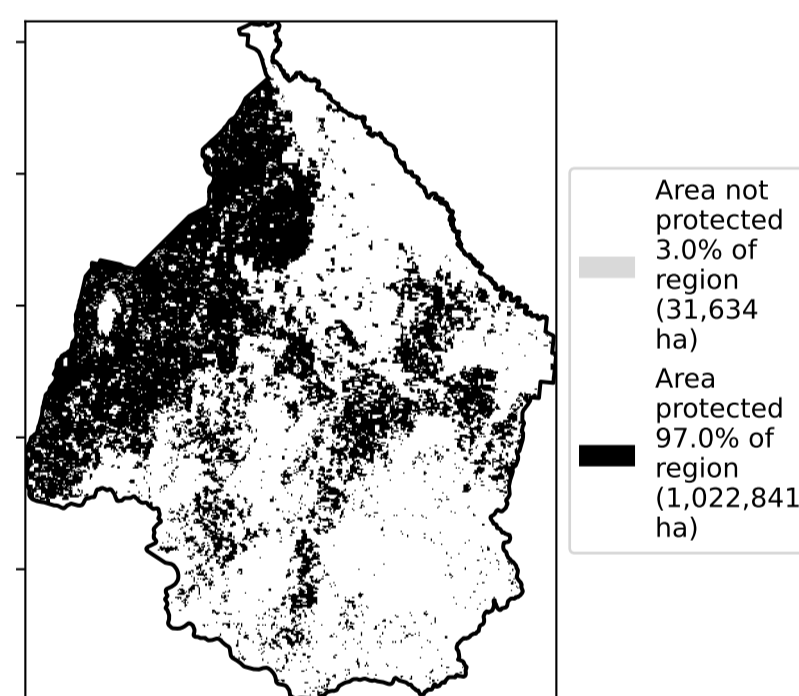 Area not
protected
3.0% of
region
(31,634
ha)
Area
protected
97.0% of
region
(1,022,841
ha)